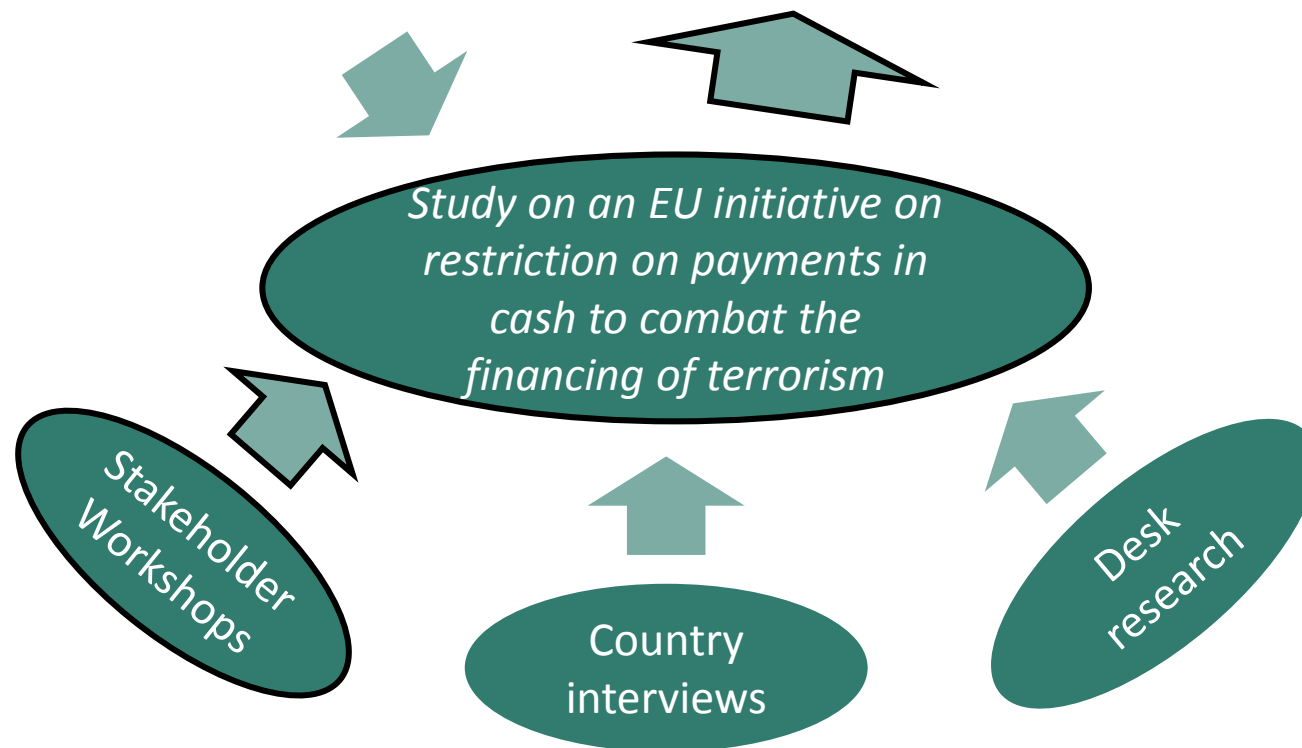 Study on an EU initiative on
restriction on payments in
cash to combat the
financing of terrorism
Stakeholder
Workshops
Country
interviews
Desk
research